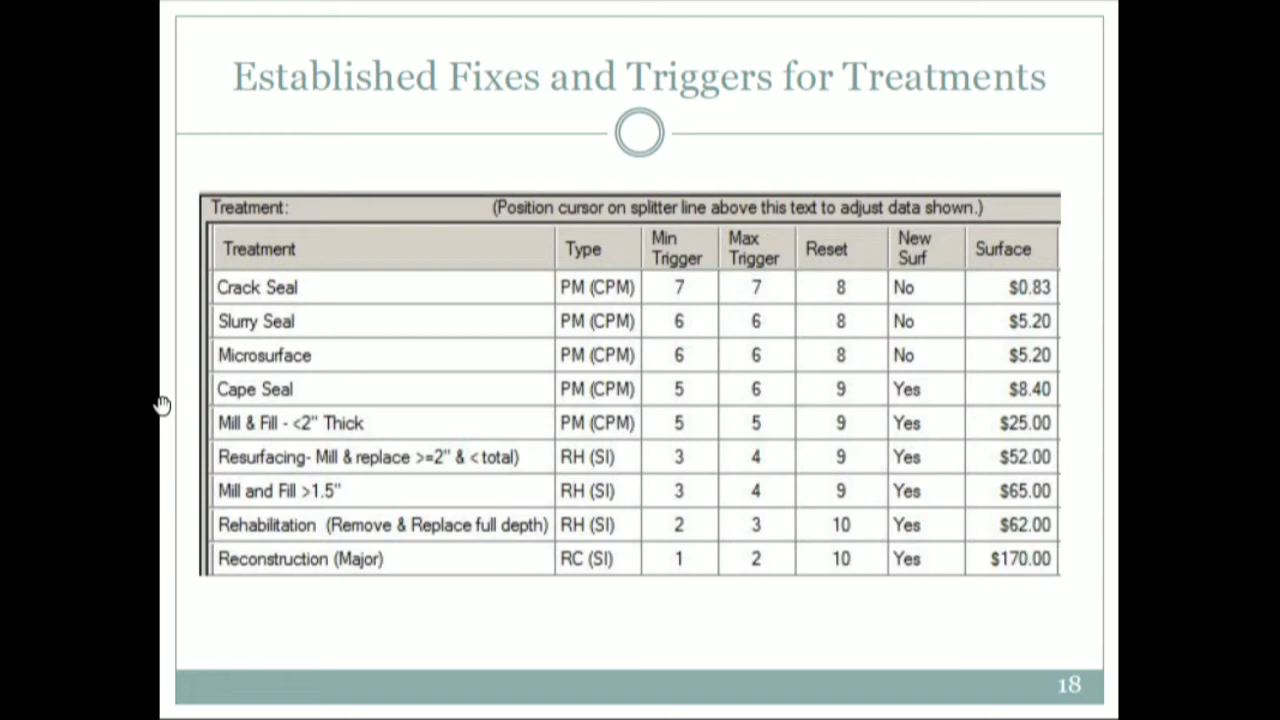 Established Fixes and Triggers for Treatments
Treatment: (Position cursor on splitter line above this text to adjust data shown.)
Treatment Type Min Trigger Max Trigger Reset New Surf Surface
Crack Seal PM (CPM) 7 7 8 No $0.83
Slurry Seal PM (CPM) 6 6 8 No $5.20
Microsurface PM (CPM) 6 6 8 No $5.20
Cape Seal PM (CPM) 5 6 9 Yes $8.40
Mill & Fill - <2" Thick PM (CPM) 5 5 9 Yes $25.00
Resurfacing- Mill & replace >=2" & < total) RH (SI) 3 4 9 Yes $52.00
Mill and Fill >1.5" RH (SI) 3 4 9 Yes $65.00
Rehabilitation (Remove & Replace full depth) RH (SI) 2 3 10 Yes $62.00
Reconstruction (Major) RC (SI) 1 2 10 Yes $170.00
18